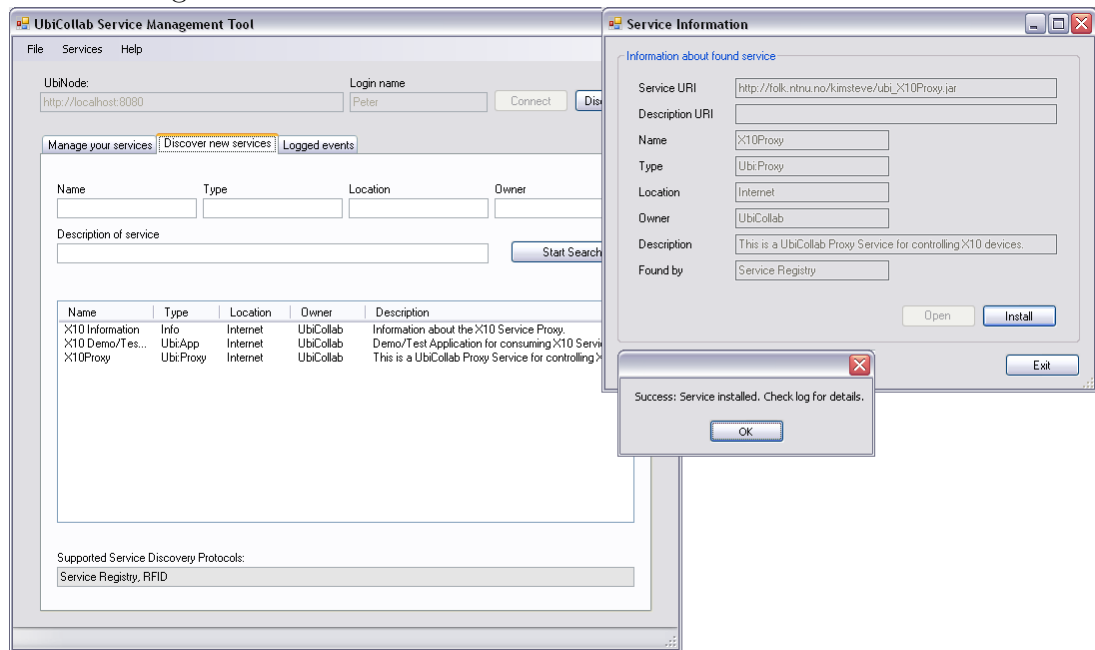 UbiCollab Service Management Tool
File Services Help
UbiNode:
Login name
http://localhost:8080
Peter
Connect
Manage your services
Discover new services
Logged events
Name
Type
Location
Owner
Description of service
Start Search
Name Type Location Owner Description
X10 Information Info Internet UbiCollab Information about the X10 Service Proxy.
X10 Demo/Tes... Ubi:App Internet UbiCollab Demo/Test Application for consuming X10 Servi
X10Proxy Ubi:Proxy Internet UbiCollab This is a UbiCollab Proxy Service for controlling
Supported Service Discovery Protocols:
Service Registry, RFID
Service Information
Information about found service
Service URI http://folk.ntnu.no/kimsteve/ubi_X10Proxy.jar
Description URI
Name X10Proxy
Type Ubi:Proxy
Location Internet
Owner UbiCollab
Description This is a UbiCollab Proxy Service for controlling X10 devices.
Found by Service Registry
Open
Install
Exit
Success: Service installed. Check log for details.
OK